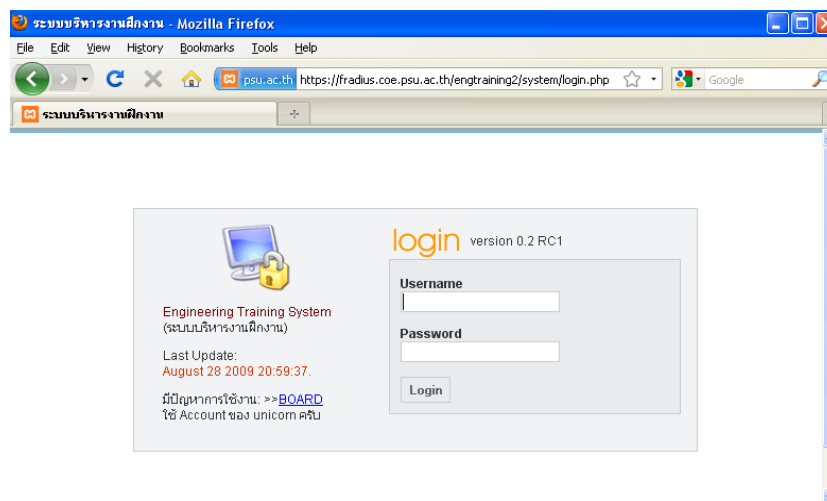 ระบบบริหารงานฝึกงาน - Mozilla Firefox
File Edit View History Bookmarks Tools Help
psu.ac.th https://fradius.coe.psu.ac.th/engtraining2/system/login.php Google
ระบบบริหารงานฝึกงาน
login version 0.2 RC1
Username
Password
Login
Engineering Training System
(ระบบบริหารงานฝึกงาน)
Last Update:
August 28 2009 20:59:37.
มีปัญหาการใช้งาน: >>BOARD
ใช้ Account ของ unicorn ครับ